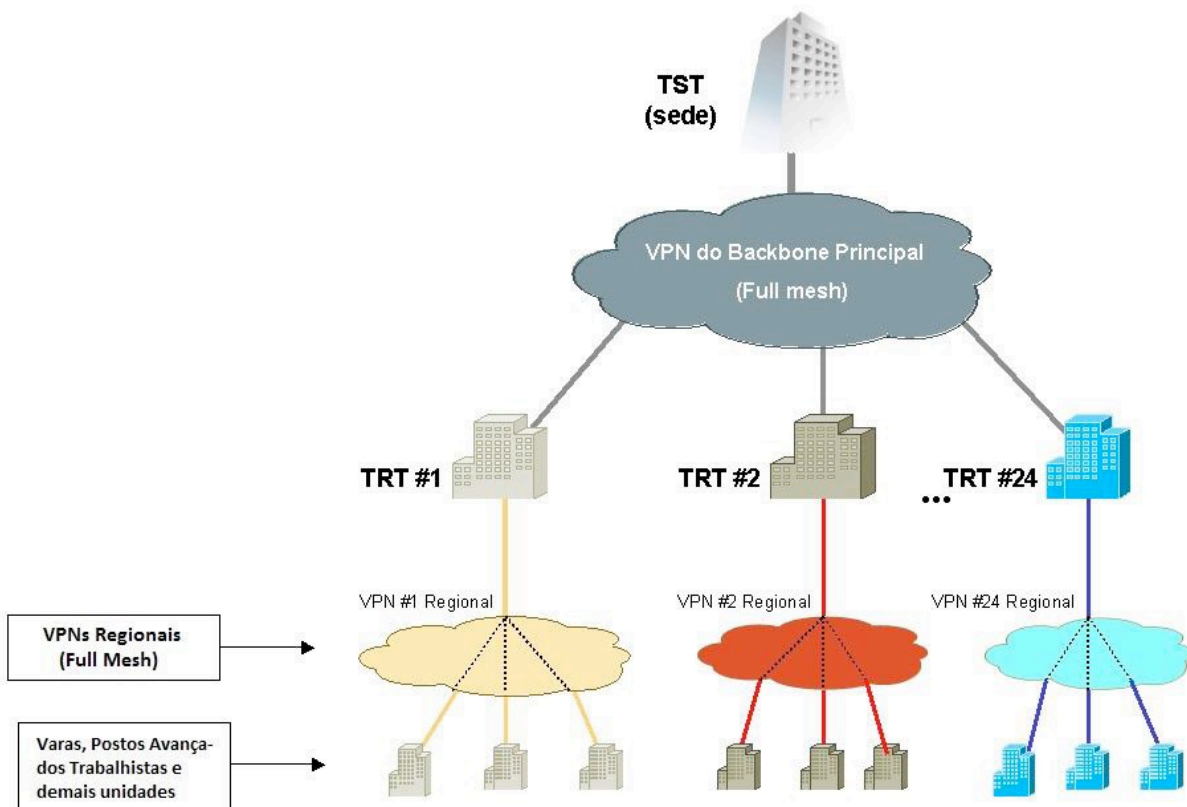 TST
(sede)
VPN do Backbone Principal
(Full mesh)
TRT #1
TRT #2
...
TRT #24
VPN #1 Regional
VPN #2 Regional
VPN #24 Regional
VPNs Regionais
(Full Mesh)
Varas, Postos Avança-
dos Trabalhistas e
demais unidades